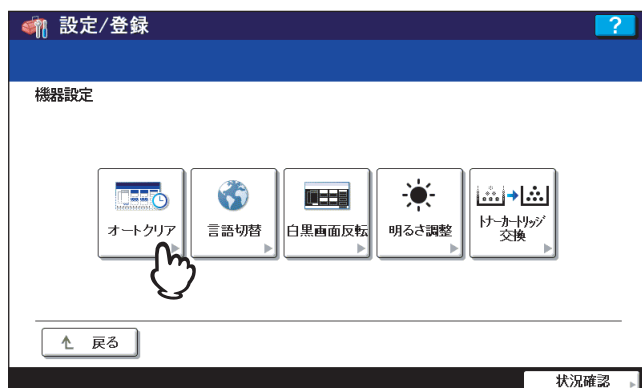 設定/登録
?
機器設定
オートクリア
言語切替
白黒画面反転
明るさ調整
トナーカートリッジ
交換
戻る
状況確認